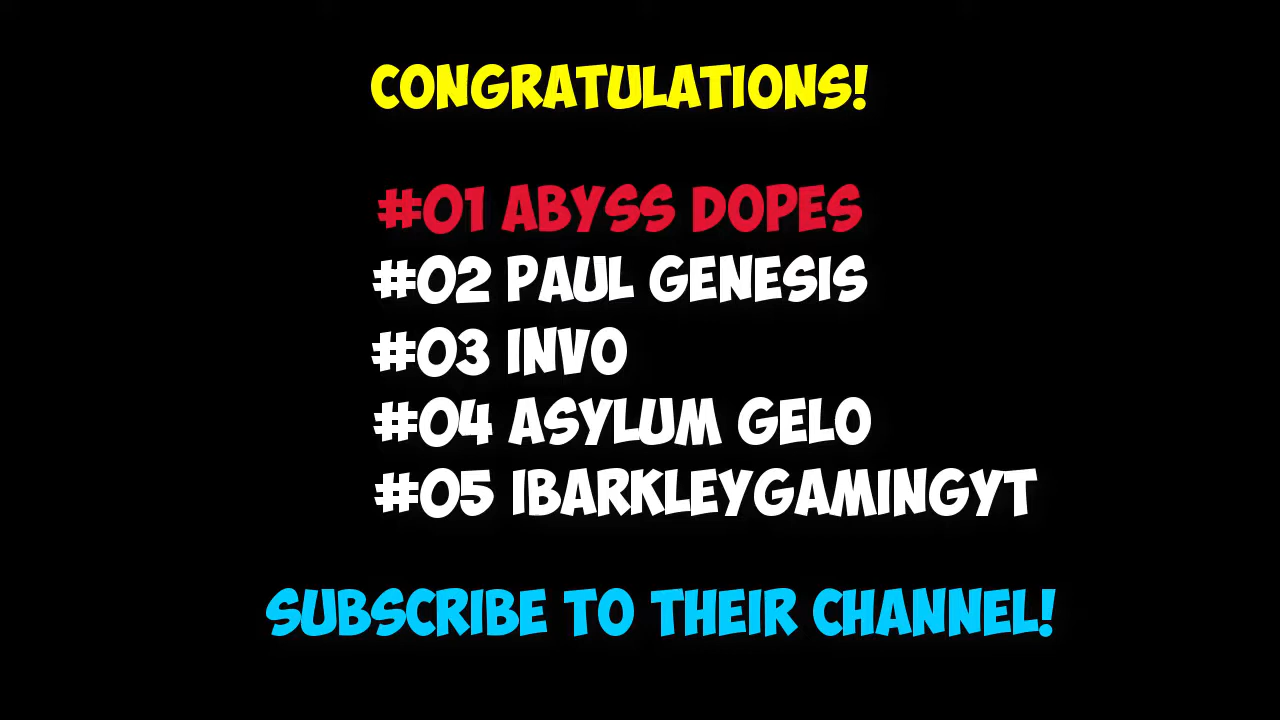 CONGRATULATIONS!
#01 ABYSS DOPES
#02 PAUL GENESIS
#03 INVO
#04 ASYLUM GELO
#05 IBARKLEYGAMINGYT
SUBSCRIBE TO THEIR CHANNEL!